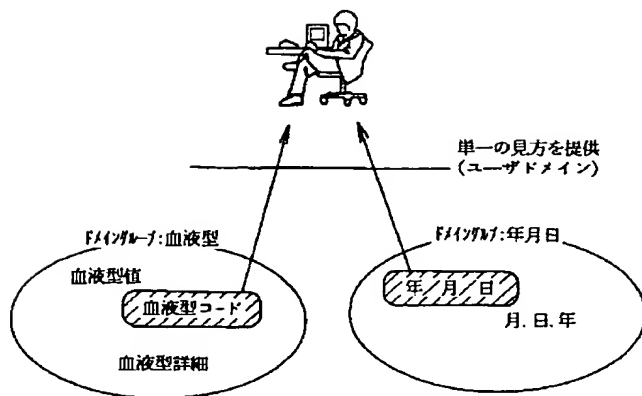 単一の見方を提供
(ユーザドメイン)
ドメイングループ:血液型
ドメイングループ:年月日
血液型値
血液型コード
年/月/日
月.日.年
血液型詳細